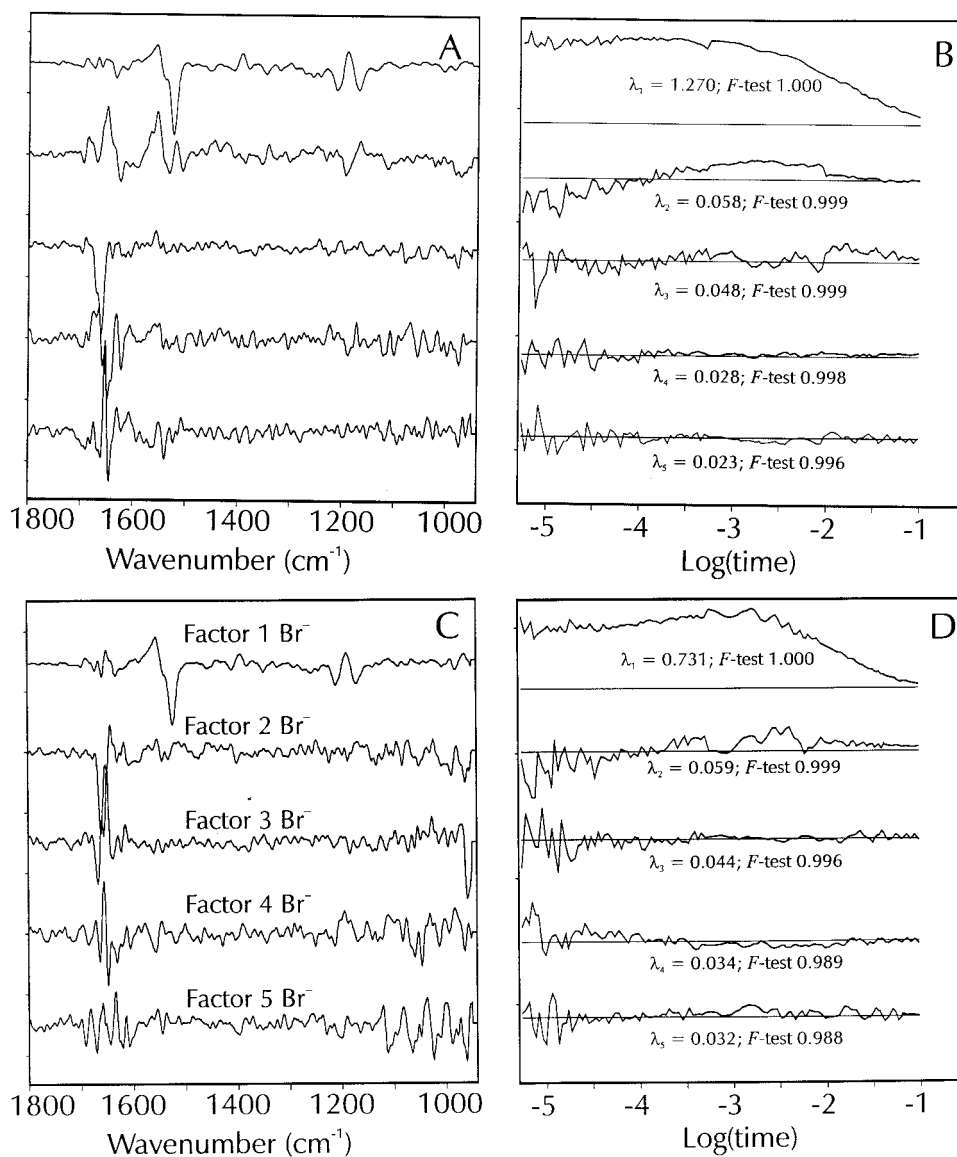 A
B
λ₁ = 1.270; F-test 1.000
λ₂ = 0.058; F-test 0.999
λ₃ = 0.048; F-test 0.999
λ₄ = 0.028; F-test 0.998
λ₅ = 0.023; F-test 0.996
1800 1600 1400 1200 1000
Wavenumber (cm⁻¹)
-5 -4 -3 -2 -1
Log(time)
C
Factor 1 Br⁻
Factor 2 Br⁻
Factor 3 Br⁻
Factor 4 Br⁻
Factor 5 Br⁻
D
λ₁ = 0.731; F-test 1.000
λ₂ = 0.059; F-test 0.999
λ₃ = 0.044; F-test 0.996
λ₄ = 0.034; F-test 0.989
λ₅ = 0.032; F-test 0.988
1800 1600 1400 1200 1000
Wavenumber (cm⁻¹)
-5 -4 -3 -2 -1
Log(time)